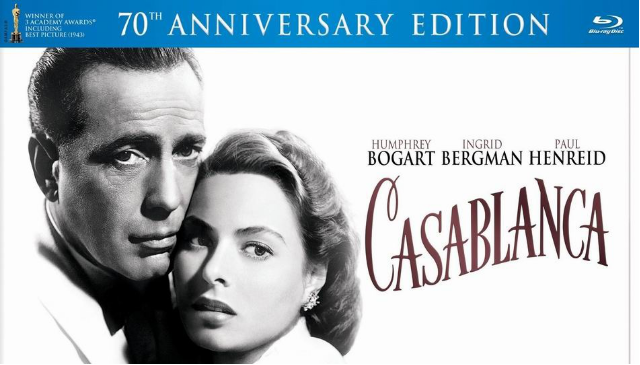 WINNER OF
3 ACADEMY AWARDS®
INCLUDING
BEST PICTURE (1943)
70TH ANNIVERSARY EDITION
Blu-ray Disc
HUMPHREY INGRID PAUL
BOGART BERGMAN HENREID
CASABLANCA